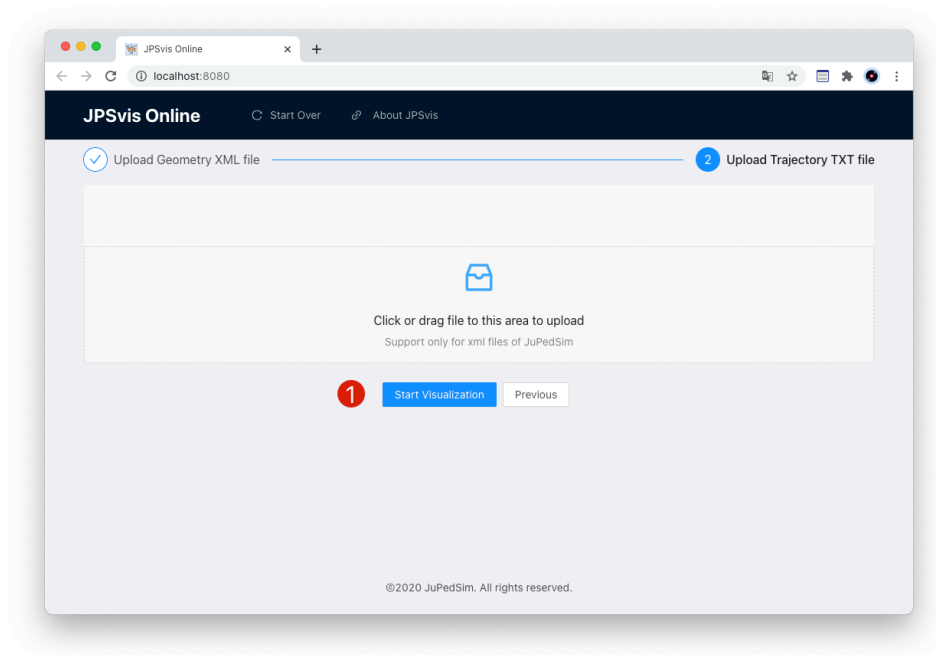 JPSvis Online
localhost:8080
JPSvis Online Start Over About JPSvis
Upload Geometry XML file 2 Upload Trajectory TXT file
Click or drag file to this area to upload
Support only for xml files of JuPedSim
1 Start Visualization Previous
©2020 JuPedSim. All rights reserved.